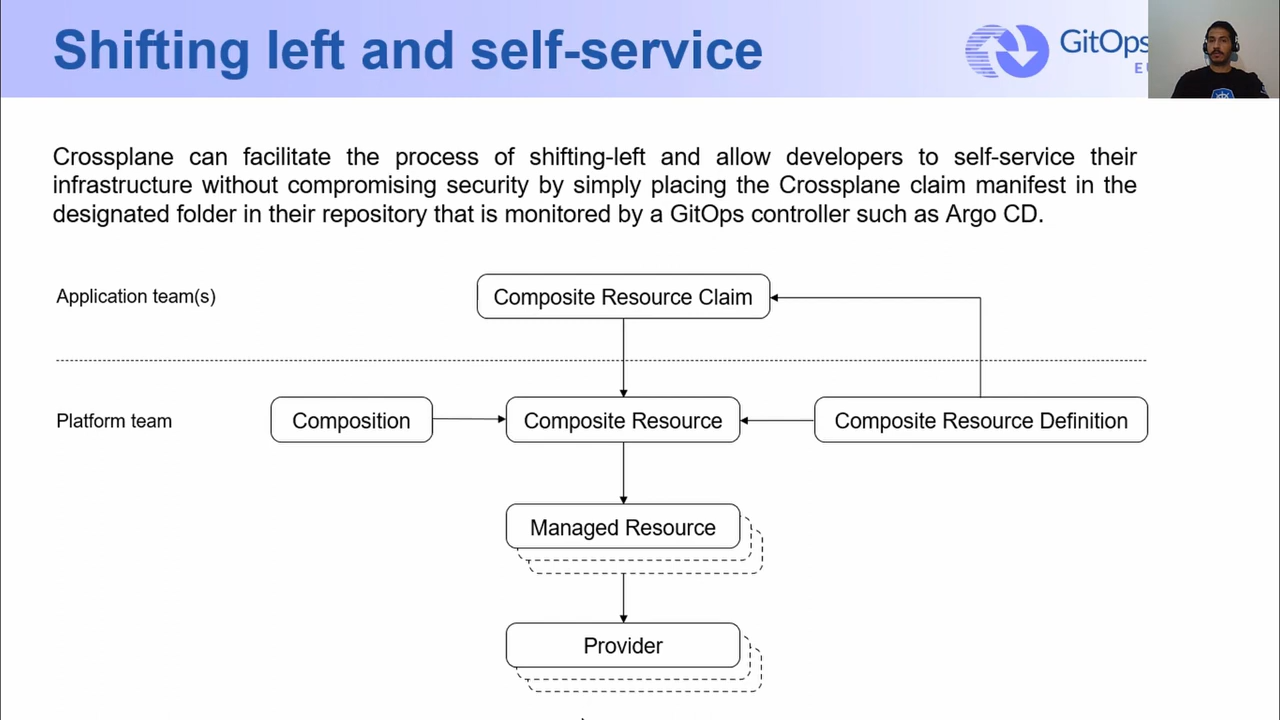 Shifting left and self-service
GitOps
Crossplane can facilitate the process of shifting-left and allow developers to self-service their
infrastructure without compromising security by simply placing the Crossplane claim manifest in the
designated folder in their repository that is monitored by a GitOps controller such as Argo CD.
Application team(s)
Composite Resource Claim
Platform team
Composition
Composite Resource
Composite Resource Definition
Managed Resource
Provider